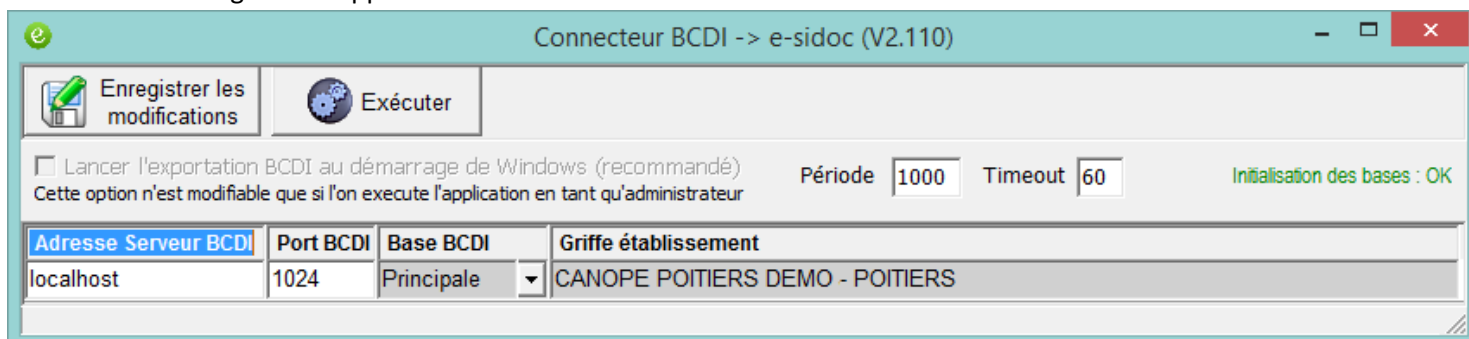 Connecteur BCDI -> e-sidoc (V2.110)
Enregistrer les
modifications
Exécuter
Lancer l'exportation BCDI au démarrage de Windows (recommandé)
Cette option n'est modifiable que si l'on execute l'application en tant qu'administrateur
Période 1000 Timeout 60 Initialisation des bases : OK
Adresse Serveur BCDI Port BCDI Base BCDI Griffe établissement
localhost 1024 Principale CANOPE POITIERS DEMO - POITIERS